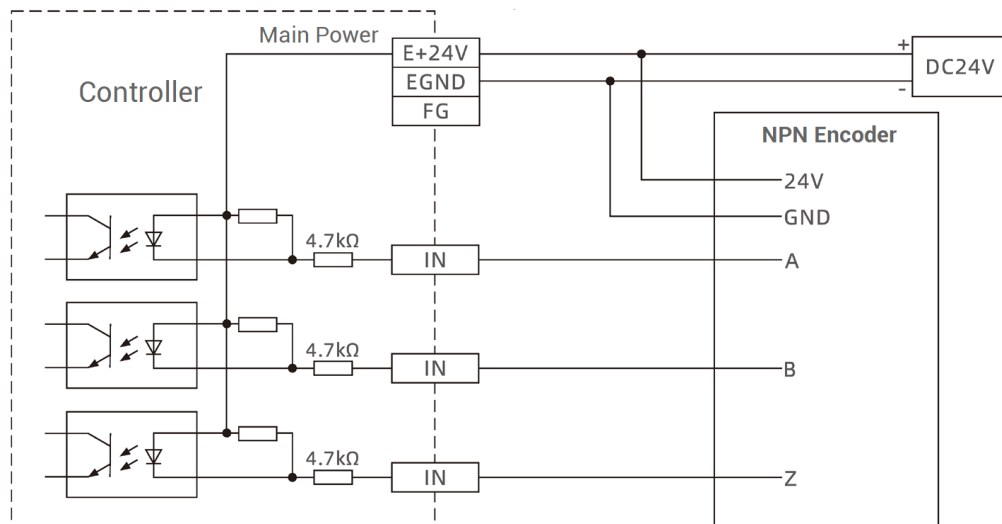 Main Power
E+24V
+
DC24V
-
EGND
FG
Controller
NPN Encoder
24V
GND
4.7kΩ
IN
A
4.7kΩ
IN
B
4.7kΩ
IN
Z